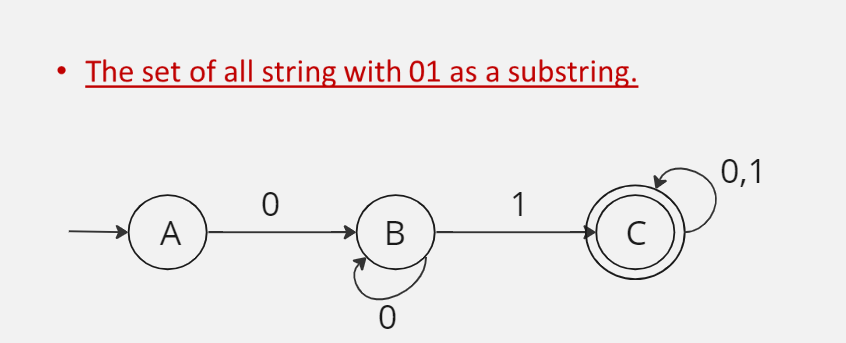 • The set of all string with 01 as a substring.
0,1
0
1
A
B
C
0